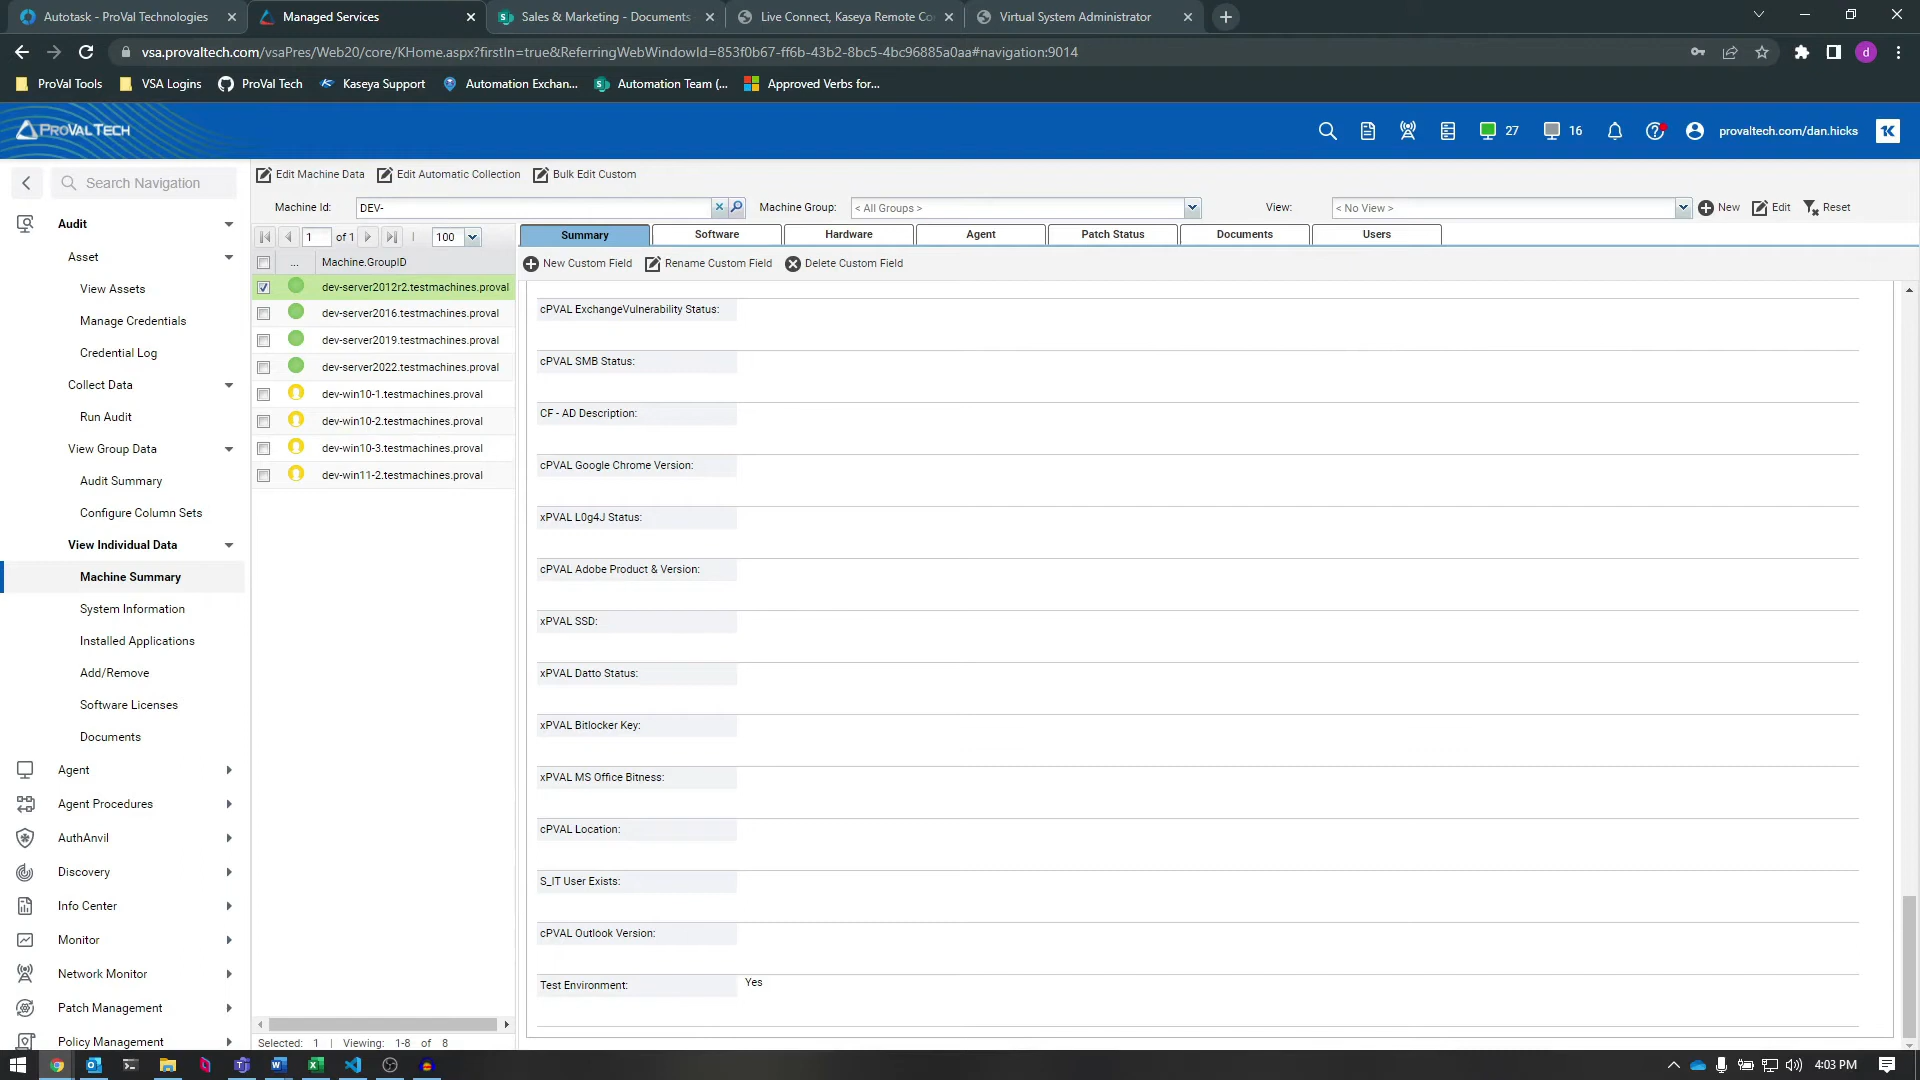 Autotask - ProVal Technologies
Managed Services
Sales & Marketing - Documents
Live Connect, Kaseya Remote Co
Virtual System Administrator
vsa.provaltech.com/vsaPres/Web20/core/KHome.aspx?firstIn=true&ReferringWebWindowId=853f0b67-ff6b-43b2-8bc5-4bc96885a0aa#navigation:9014
d
ProVal Tools
VSA Logins
ProVal Tech
Kaseya Support
Automation Exchan...
Automation Team (...
Approved Verbs for...
PROVAL TECH
27
16
provaltech.com/dan.hicks
Search Navigation
Edit Machine Data
Edit Automatic Collection
Bulk Edit Custom
Machine Id:
DEV-
Machine Group:
< All Groups >
View:
< No View >
New
Edit
Reset
1
of 1
100
Summary
Software
Hardware
Agent
Patch Status
Documents
Users
New Custom Field
Rename Custom Field
Delete Custom Field
...
Machine.GroupID
dev-server2012r2.testmachines.proval
dev-server2016.testmachines.proval
dev-server2019.testmachines.proval
dev-server2022.testmachines.proval
dev-win10-1.testmachines.proval
dev-win10-2.testmachines.proval
dev-win10-3.testmachines.proval
dev-win11-2.testmachines.proval
Audit
Asset
View Assets
Manage Credentials
Credential Log
Collect Data
Run Audit
View Group Data
Audit Summary
Configure Column Sets
View Individual Data
Machine Summary
System Information
Installed Applications
Add/Remove
Software Licenses
Documents
Agent
Agent Procedures
AuthAnvil
Discovery
Info Center
Monitor
Network Monitor
Patch Management
Policy Management
cPVAL ExchangeVulnerability Status:
cPVAL SMB Status:
CF - AD Description:
cPVAL Google Chrome Version:
xPVAL L0g4J Status:
cPVAL Adobe Product & Version:
xPVAL SSD:
xPVAL Datto Status:
xPVAL Bitlocker Key:
xPVAL MS Office Bitness:
cPVAL Location:
S_IT User Exists:
cPVAL Outlook Version:
Test Environment:
Yes
Selected: 1 | Viewing: 1-8 of 8
4:03 PM